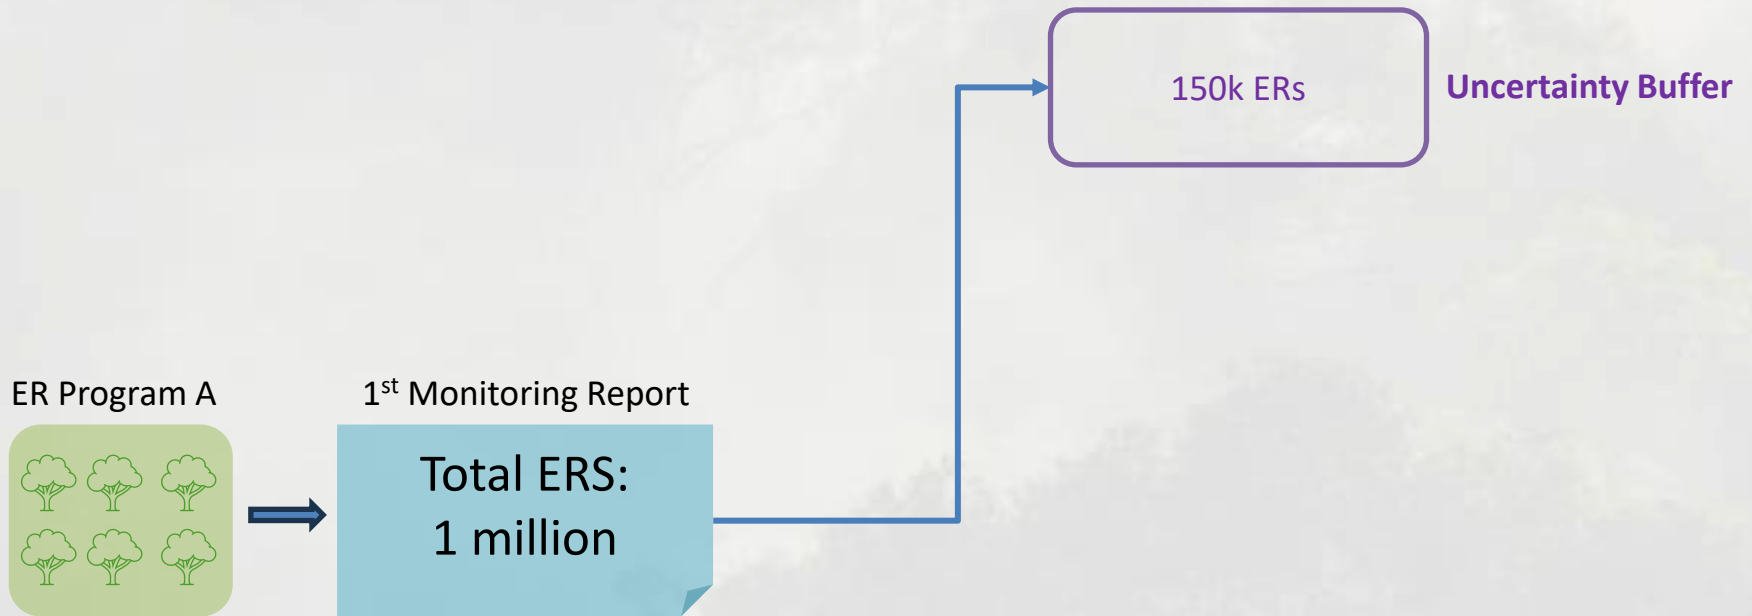 150k ERs
Uncertainty Buffer
ER Program A
1st Monitoring Report
Total ERS:
1 million